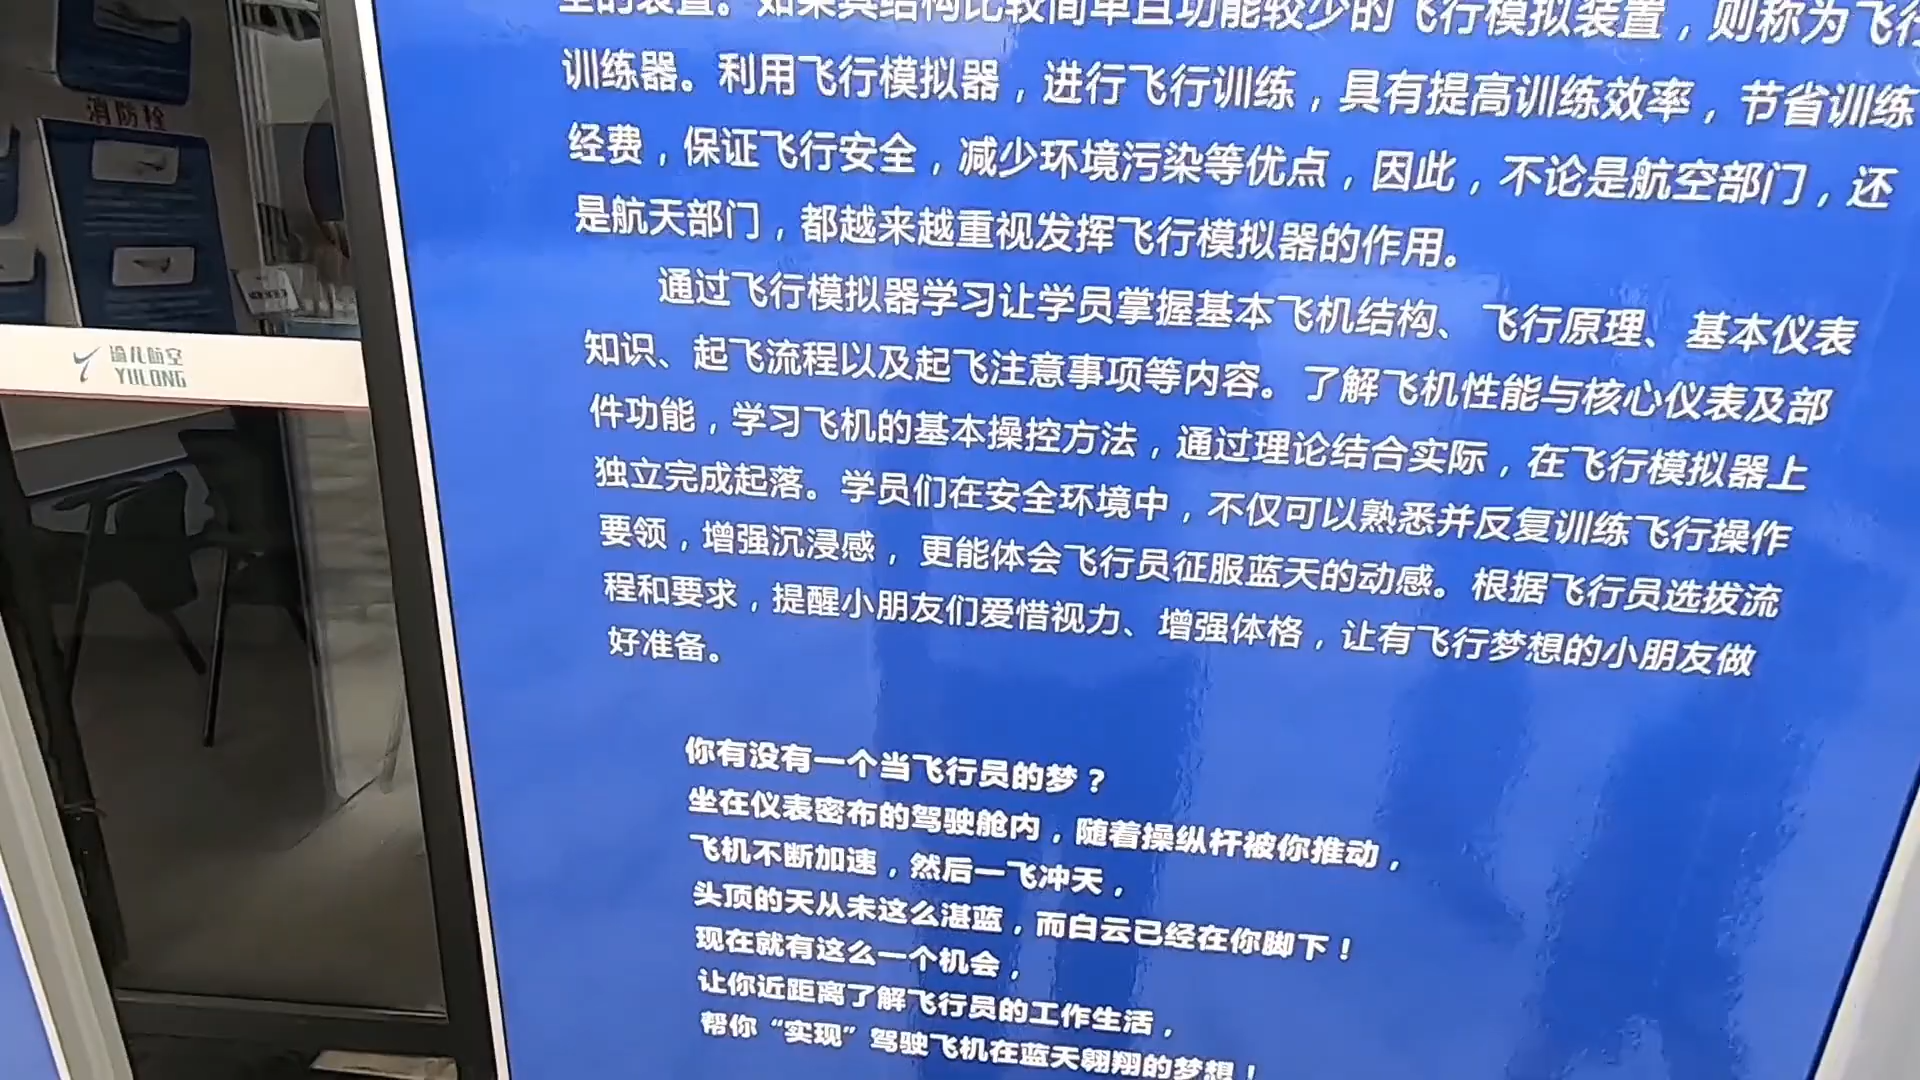 的装置。如果其结构比较简单且功能较少的飞行模拟装置，则称为飞行
训练器。利用飞行模拟器，进行飞行训练，具有提高训练效率，节省训练
经费，保证飞行安全，减少环境污染等优点，因此，不论是航空部门，还
是航天部门，都越来越重视发挥飞行模拟器的作用。
通过飞行模拟器学习让学员掌握基本飞机结构、飞行原理、基本仪表
知识、起飞流程以及起飞注意事项等内容。了解飞机性能与核心仪表及部
件功能，学习飞机的基本操控方法，通过理论结合实际，在飞行模拟器上
独立完成起落。学员们在安全环境中，不仅可以熟悉并反复训练飞行操作
要领，增强沉浸感，更能体会飞行员征服蓝天的动感。根据飞行员选拔流
程和要求，提醒小朋友们爱惜视力、增强体格，让有飞行梦想的小朋友做
好准备。
你有没有一个当飞行员的梦？
坐在仪表密布的驾驶舱内，随着操纵杆被你推动，
飞机不断加速，然后一飞冲天，
头顶的天从未这么湛蓝，而白云已经在你脚下！
现在就有这么一个机会，
让你近距离了解飞行员的工作生活，
帮你“实现”驾驶飞机在蓝天翱翔的梦想！
消防栓
YULONG